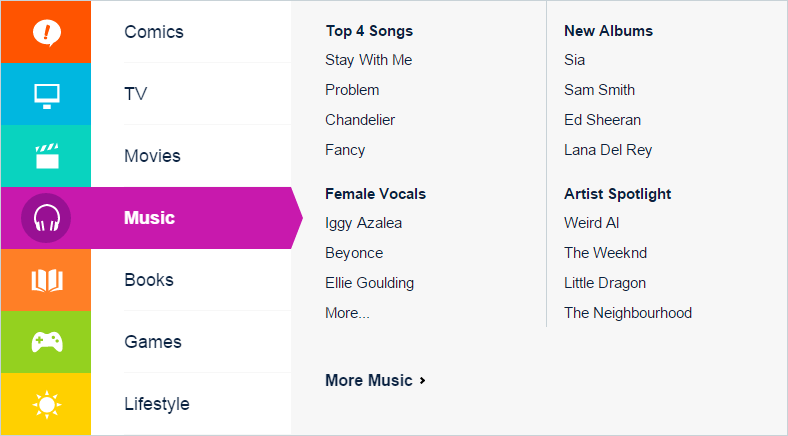 Comics
TV
Movies
Music
Books
Games
Lifestyle
Top 4 Songs
Stay With Me
Problem
Chandelier
Fancy
Female Vocals
Iggy Azalea
Beyonce
Ellie Goulding
More...
New Albums
Sia
Sam Smith
Ed Sheeran
Lana Del Rey
Artist Spotlight
Weird Al
The Weeknd
Little Dragon
The Neighbourhood
More Music